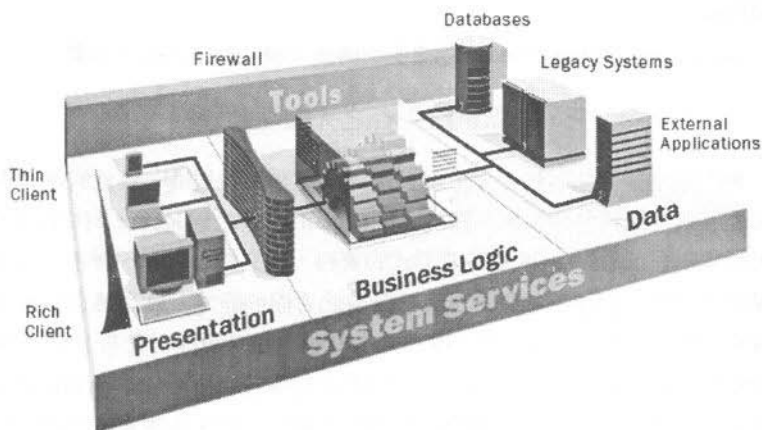 Databases
Firewall
Legacy Systems
Tools
External
Applications
Thin
Client
Data
Business Logic
Rich
Client
Presentation
System Services